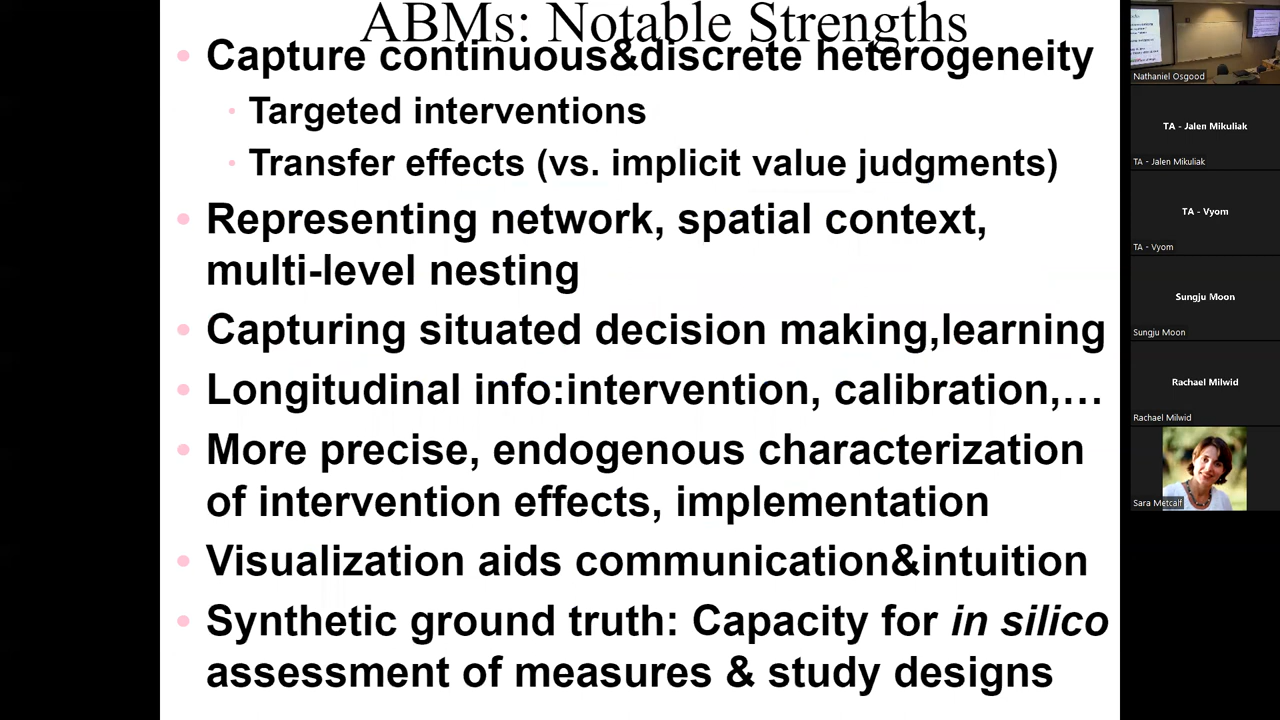 ABMs: Notable Strengths
• Capture continuous&discrete heterogeneity
• Targeted interventions
• Transfer effects (vs. implicit value judgments)
• Representing network, spatial context,
multi-level nesting
• Capturing situated decision making,learning
• Longitudinal info:intervention, calibration,…
• More precise, endogenous characterization
of intervention effects, implementation
• Visualization aids communication&intuition
• Synthetic ground truth: Capacity for in silico
assessment of measures & study designs
Nathaniel Osgood
TA - Jalen Mikuliak
TA - Jalen Mikuliak
TA - Vyom
TA - Vyom
Sungju Moon
Sungju Moon
Rachael Milwid
Rachael Milwid
Sara Metcalf